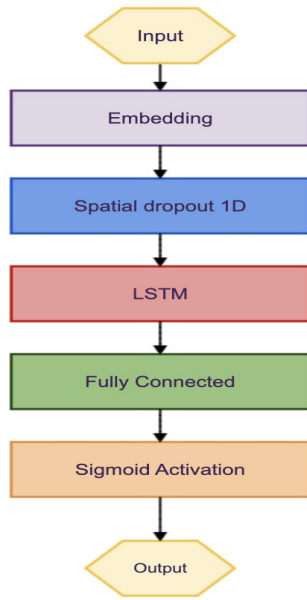 Input
Embedding
Spatial dropout 1D
LSTM
Fully Connected
Sigmoid Activation
Output